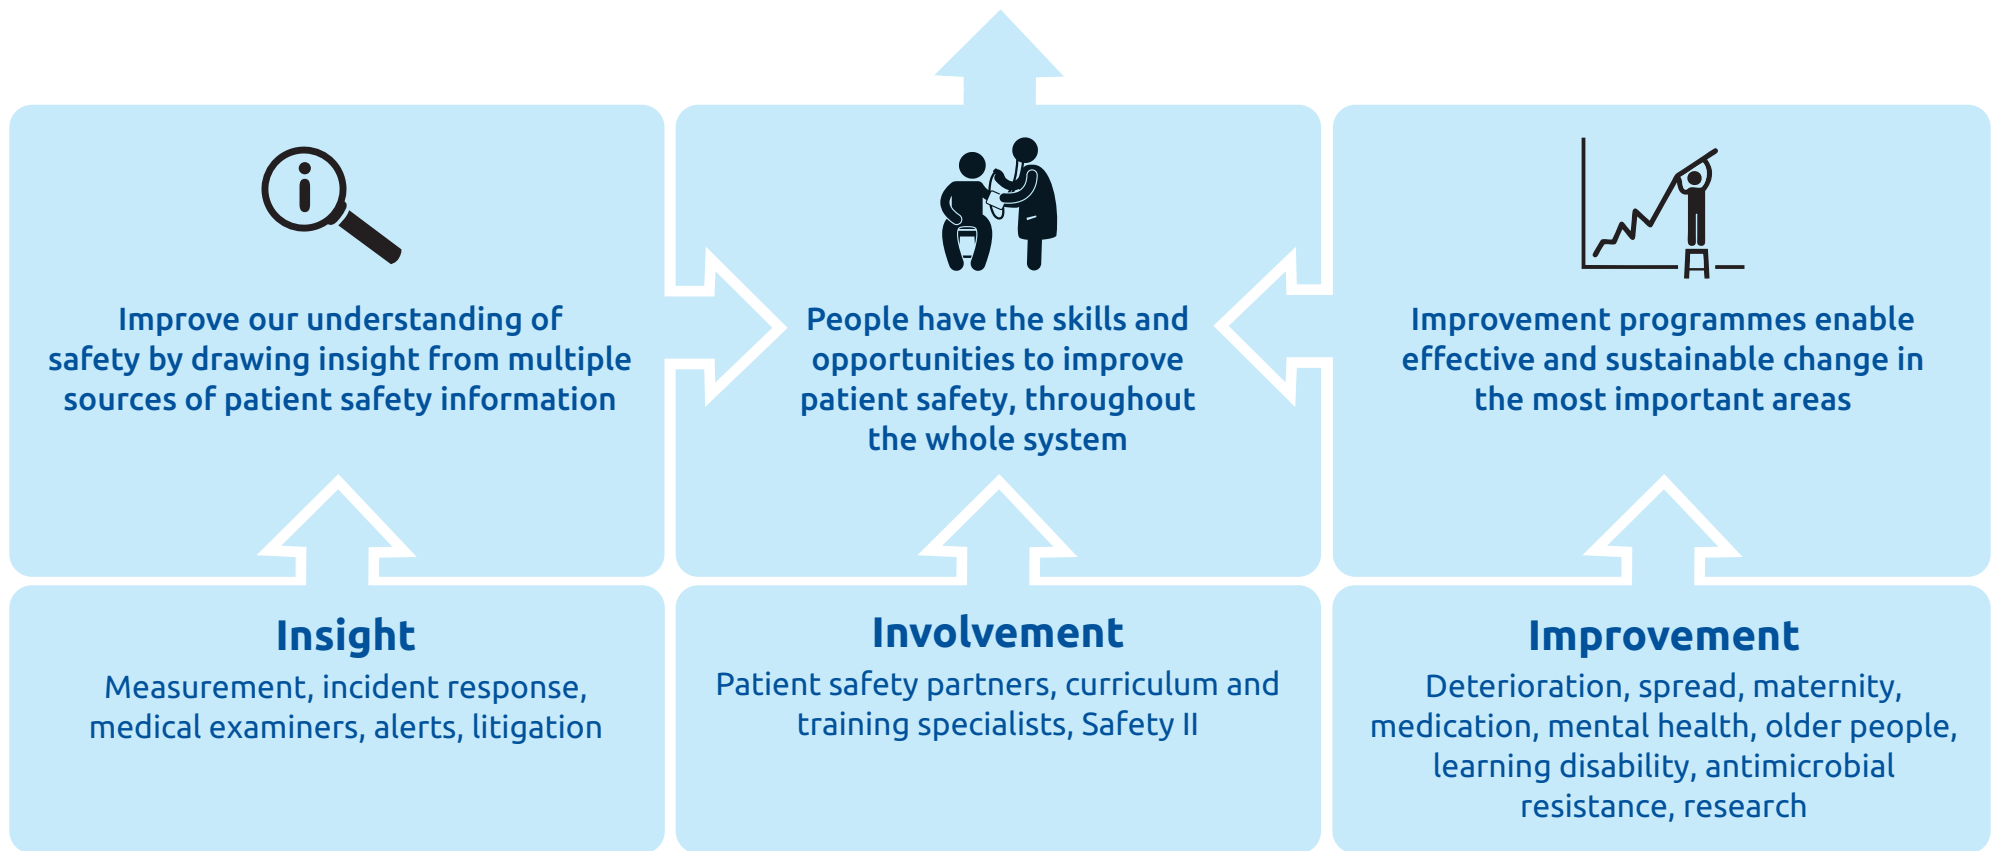 i
Improve our understanding of
safety by drawing insight from multiple
sources of patient safety information
People have the skills and
opportunities to improve
patient safety, throughout
the whole system
Improvement programmes enable
effective and sustainable change in
the most important areas
Insight
Measurement, incident response,
medical examiners, alerts, litigation
Involvement
Patient safety partners, curriculum and
training specialists, Safety II
Improvement
Deterioration, spread, maternity,
medication, mental health, older people,
learning disability, antimicrobial
resistance, research